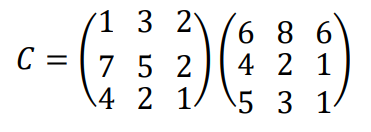 C = (1 3 2) (6 8 6)
(7 5 2) (4 2 1)
(4 2 1) (5 3 1)